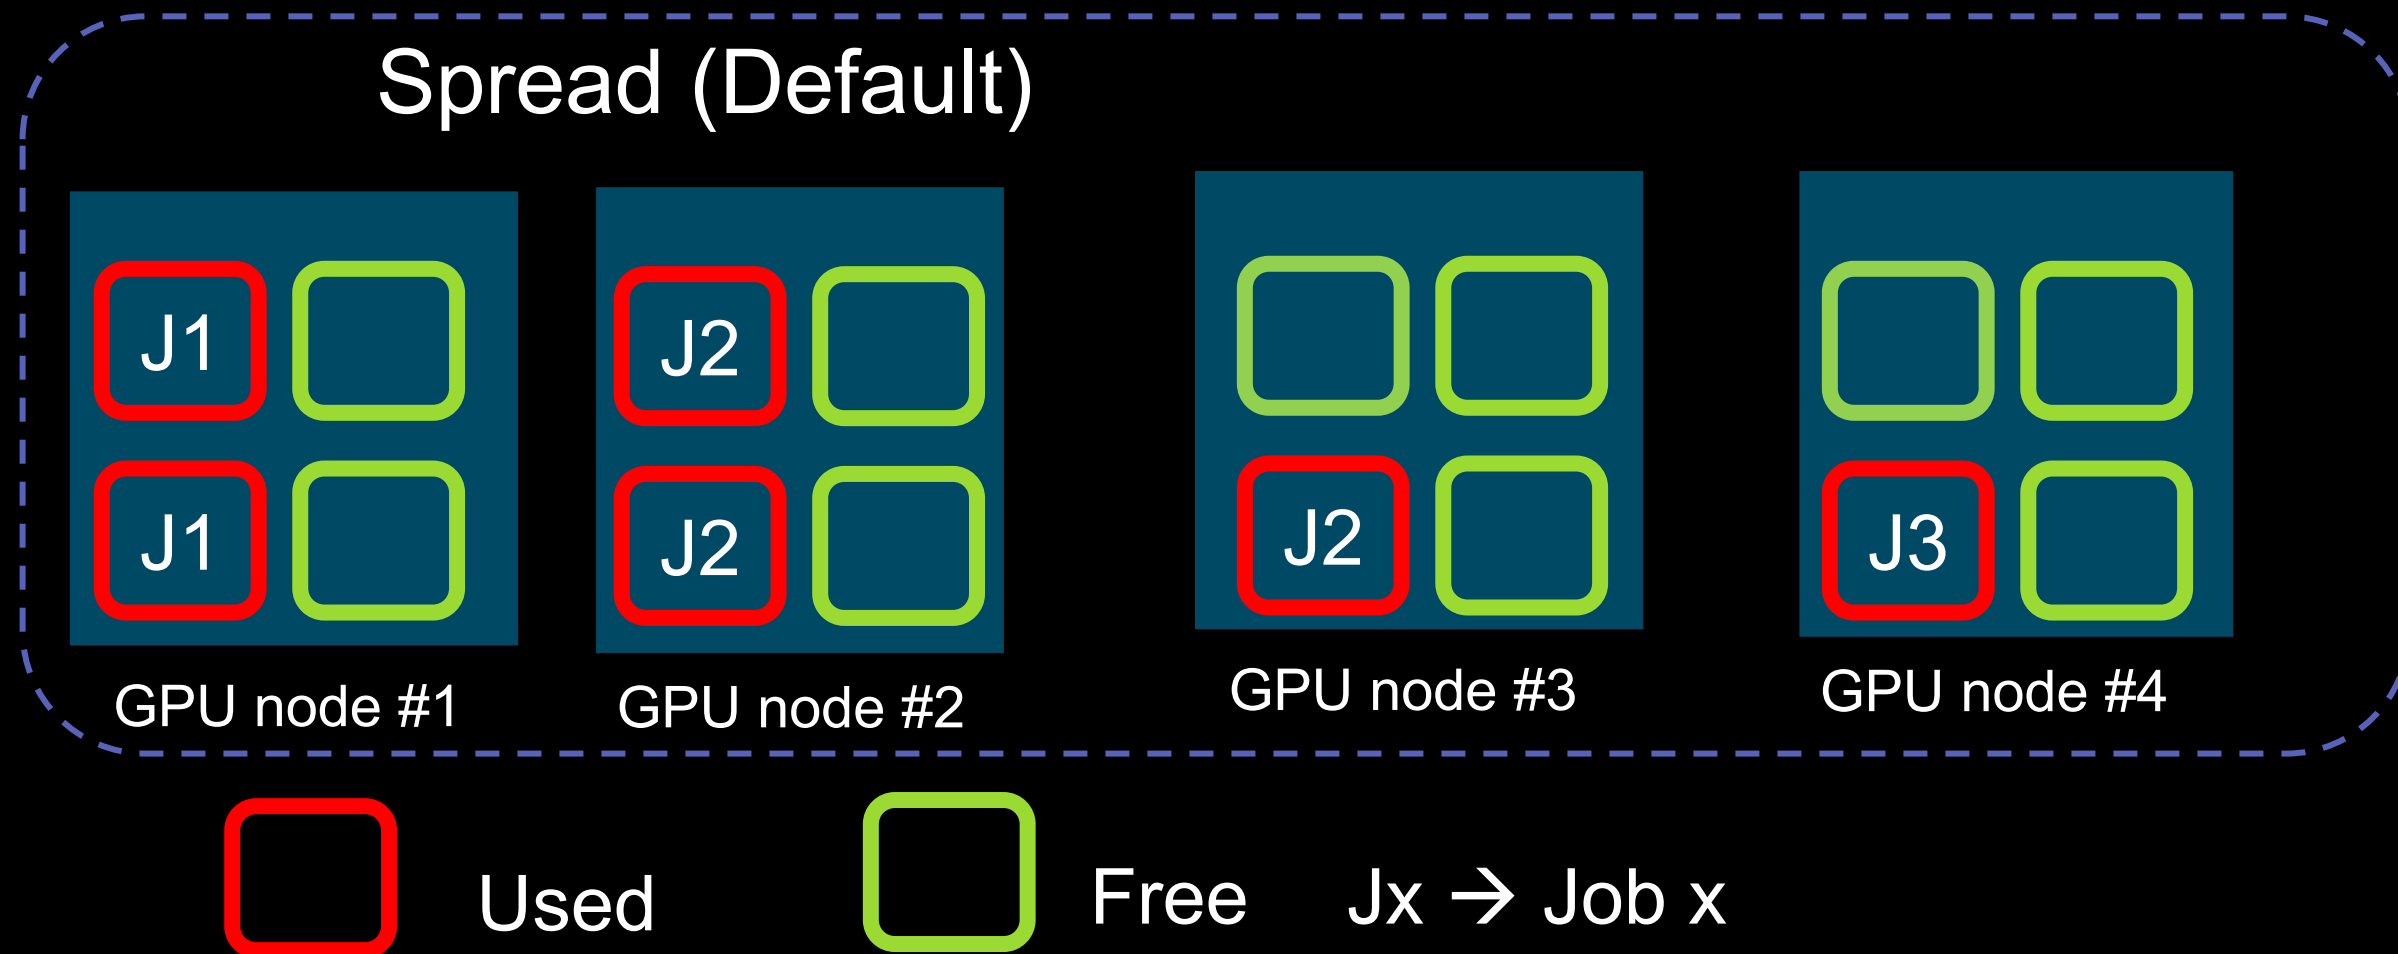 Spread (Default)
J1
J2
J1
J2
J2
J3
GPU node #1
GPU node #2
GPU node #3
GPU node #4
Used
Free
Jx → Job x